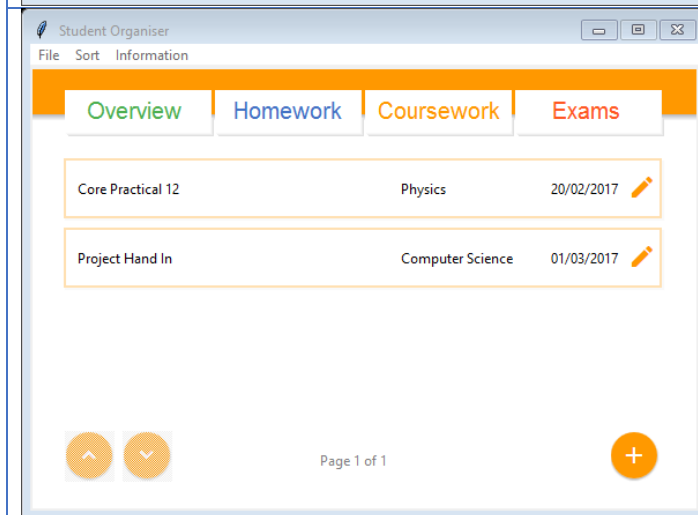 Student Organiser
File Sort Information
Overview Homework Coursework Exams
Core Practical 12 Physics 20/02/2017
Project Hand In Computer Science 01/03/2017
Page 1 of 1